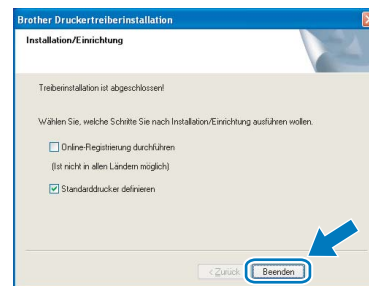 Brother Druckertreiberinstallation
Installation/Einrichtung
Treiberinstallation ist abgeschlossen!
Wählen Sie, welche Schritte Sie nach Installation/Einrichtung ausführen wollen.
Online-Registrierung durchführen
(Ist nicht in allen Ländern möglich)
Standarddrucker definieren
< Zurück
Beenden